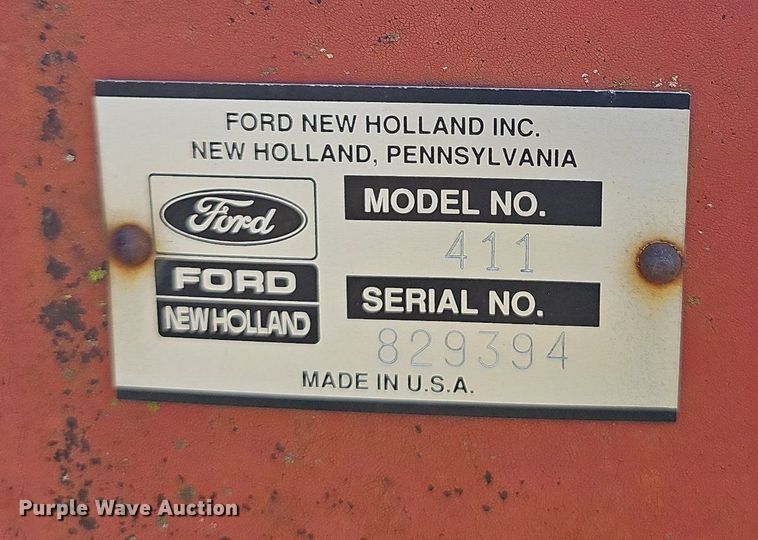 FORD NEW HOLLAND INC.
NEW HOLLAND, PENNSYLVANIA
Ford
FORD
NEW HOLLAND
MODEL NO.
411
SERIAL NO.
829394
MADE IN U.S.A.
Purple Wave Auction